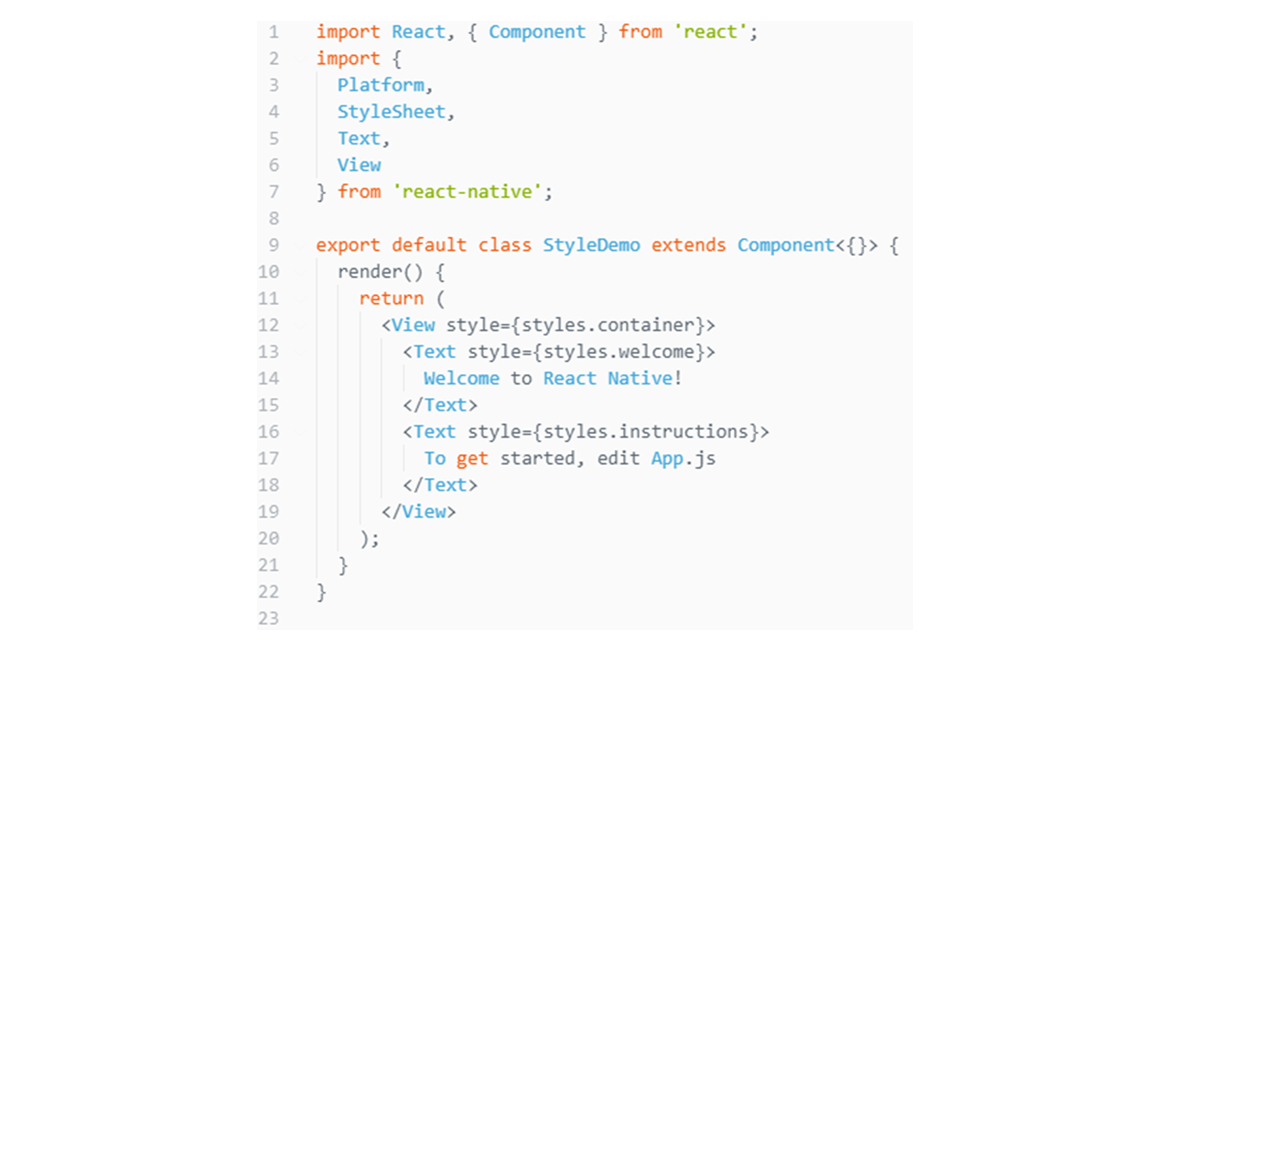 1 import React, { Component } from 'react';
2 import {
3 Platform,
4 StyleSheet,
5 Text,
6 View
7 } from 'react-native';
8
9 export default class StyleDemo extends Component<{}> {
10 render() {
11 return (
12 <View style={styles.container}>
13 <Text style={styles.welcome}>
14 Welcome to React Native!
15 </Text>
16 <Text style={styles.instructions}>
17 To get started, edit App.js
18 </Text>
19 </View>
20 );
21 }
22 }
23